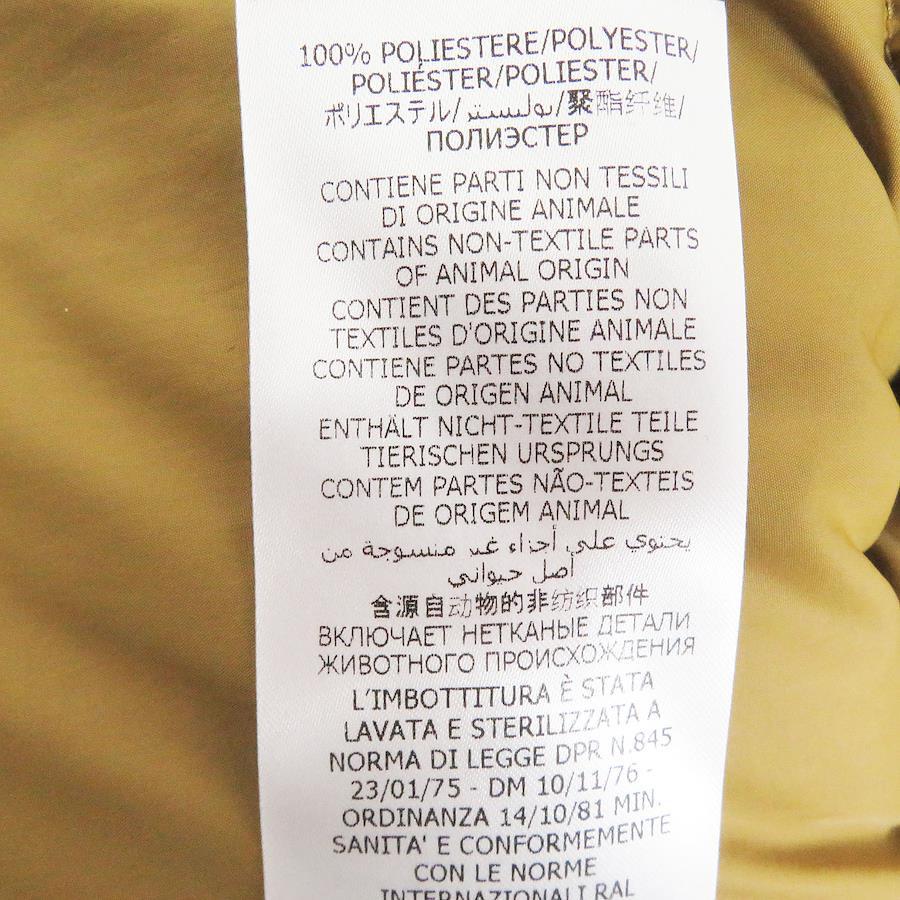 100% POLIESTERE/POLYESTER/
POLIÉSTER/POLIESTER/
ポリエステル/بوليستر/聚酯纤维/
ПОЛИЭСТЕР
CONTIENE PARTI NON TESSILI
DI ORIGINE ANIMALE
CONTAINS NON-TEXTILE PARTS
OF ANIMAL ORIGIN
CONTIENT DES PARTIES NON
TEXTILES D'ORIGINE ANIMALE
CONTIENE PARTES NO TEXTILES
DE ORIGEN ANIMAL
ENTHÄLT NICHT-TEXTILE TEILE
TIERISCHEN URSPRUNGS
CONTEM PARTES NÃO-TEXTEIS
DE ORIGEM ANIMAL
يحتوي على أجزاء غير منسوجة من
أصل حيواني
含源自动物的非纺织部件
ВКЛЮЧАЕТ НЕТКАНЫЕ ДЕТАЛИ
ЖИВОТНОГО ПРОИСХОЖДЕНИЯ
L'IMBOTTITURA È STATA
LAVATA E STERILIZZATA A
NORMA DI LEGGE DPR N.845
23/01/75 - DM 10/11/76 -
ORDINANZA 14/10/81 MIN.
SANITA' E CONFORMEMENTE
CON LE NORME
INTERNAZIONALI RAL